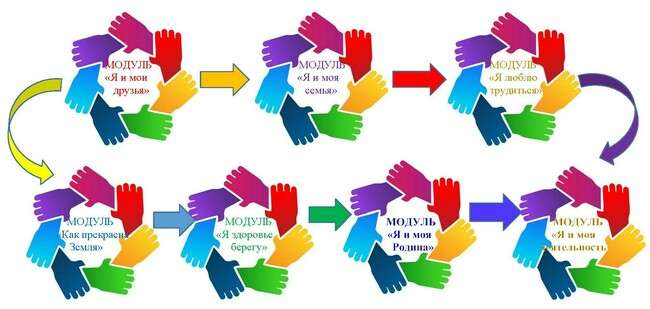 МОДУЛЬ
«Я и мои
друзья»
МОДУЛЬ
«Я и моя
семья»
МОДУЛЬ
«Я люблю
трудиться»
МОДУЛЬ
«Как прекрасна
Земля»
МОДУЛЬ
«Я здоровье
берегу»
МОДУЛЬ
«Я и моя
Родина»
МОДУЛЬ
«Я и моя
деятельность